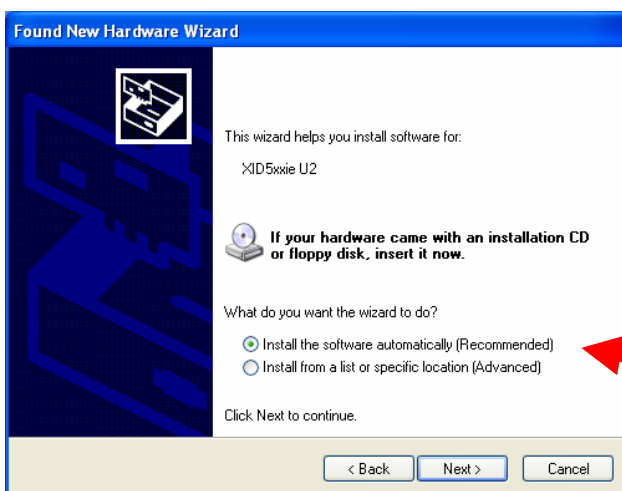 Found New Hardware Wizard
This wizard helps you install software for:
XID5xxie U2
If your hardware came with an installation CD
or floppy disk, insert it now.
What do you want the wizard to do?
Install the software automatically (Recommended)
Install from a list or specific location (Advanced)
Click Next to continue.
< Back Next > Cancel